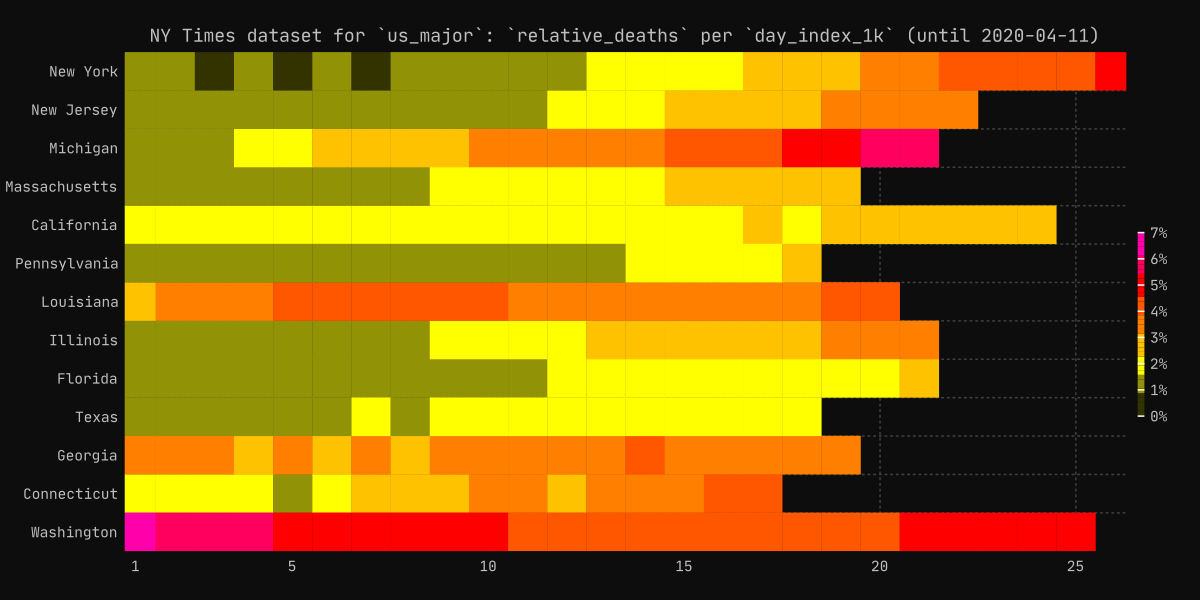 NY Times dataset for `us_major`: `relative_deaths` per `day_index_1k` (until 2020-04-11)
New York
New Jersey
Michigan
Massachusetts
California
Pennsylvania
Louisiana
Illinois
Florida
Texas
Georgia
Connecticut
Washington
1 5 10 15 20 25
7%
6%
5%
4%
3%
2%
1%
0%